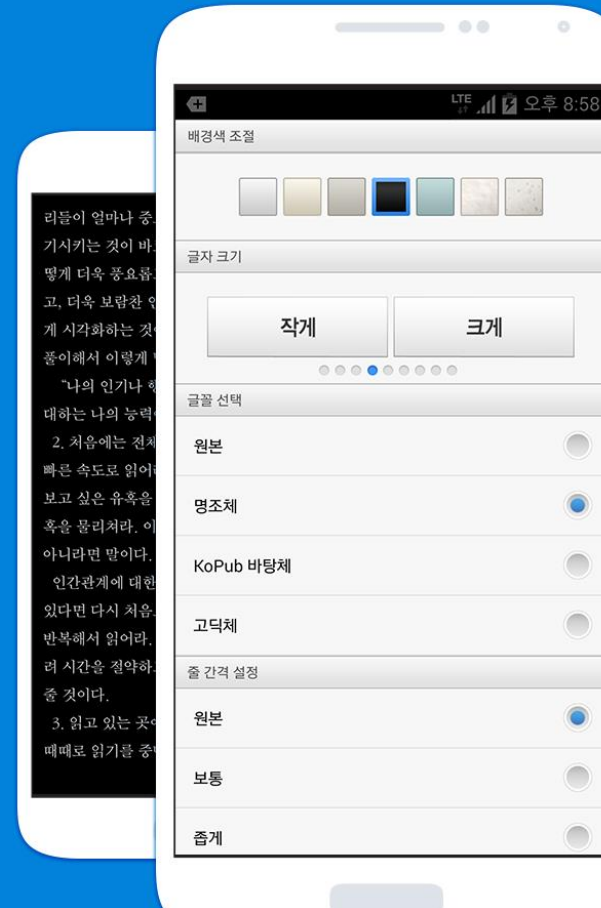 리들이 얼마나 중
기시키는 것이 바
떻게 더욱 풍요롭
고, 더욱 보람찬
게 시각화하는 것
풀이해서 이렇게
“나의 인기나 행
대하는 나의 능력
2. 처음에는 전체
빠른 속도로 읽어
보고 싶은 유혹을
혹을 물리쳐라. 이
아니라면 말이다.
인간관계에 대한
있다면 다시 처음
반복해서 읽어라.
려 시간을 절약하
줄 것이다.
3. 읽고 있는 곳
때때로 읽기를 중
LTE 오후 8:58
배경색 조절
글자 크기
작게 크게
글꼴 선택
원본
명조체
KoPub 바탕체
고딕체
줄 간격 설정
원본
보통
좁게